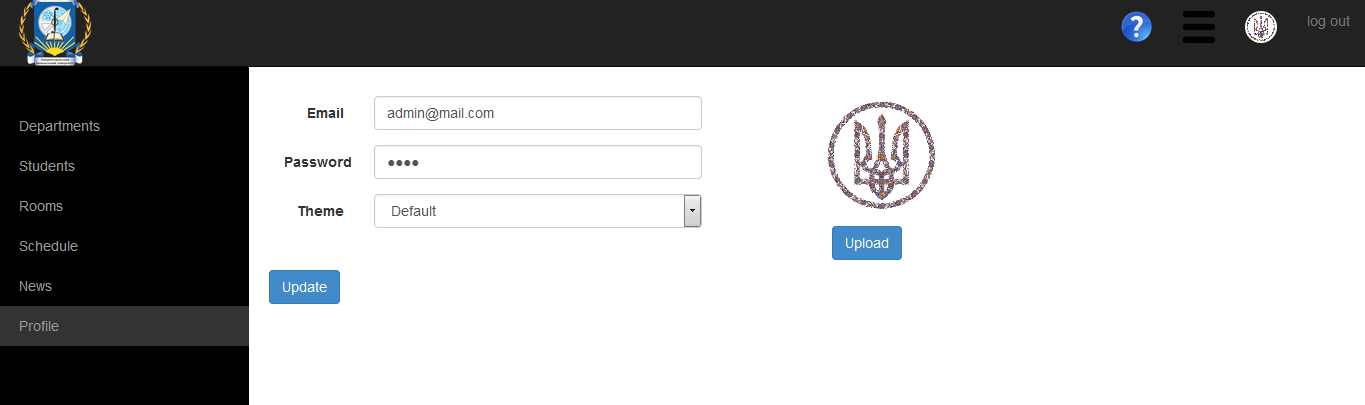 ?
log out
Departments
Students
Rooms
Schedule
News
Profile
Email
admin@mail.com
Password
••••
Theme
Default
Upload
Update